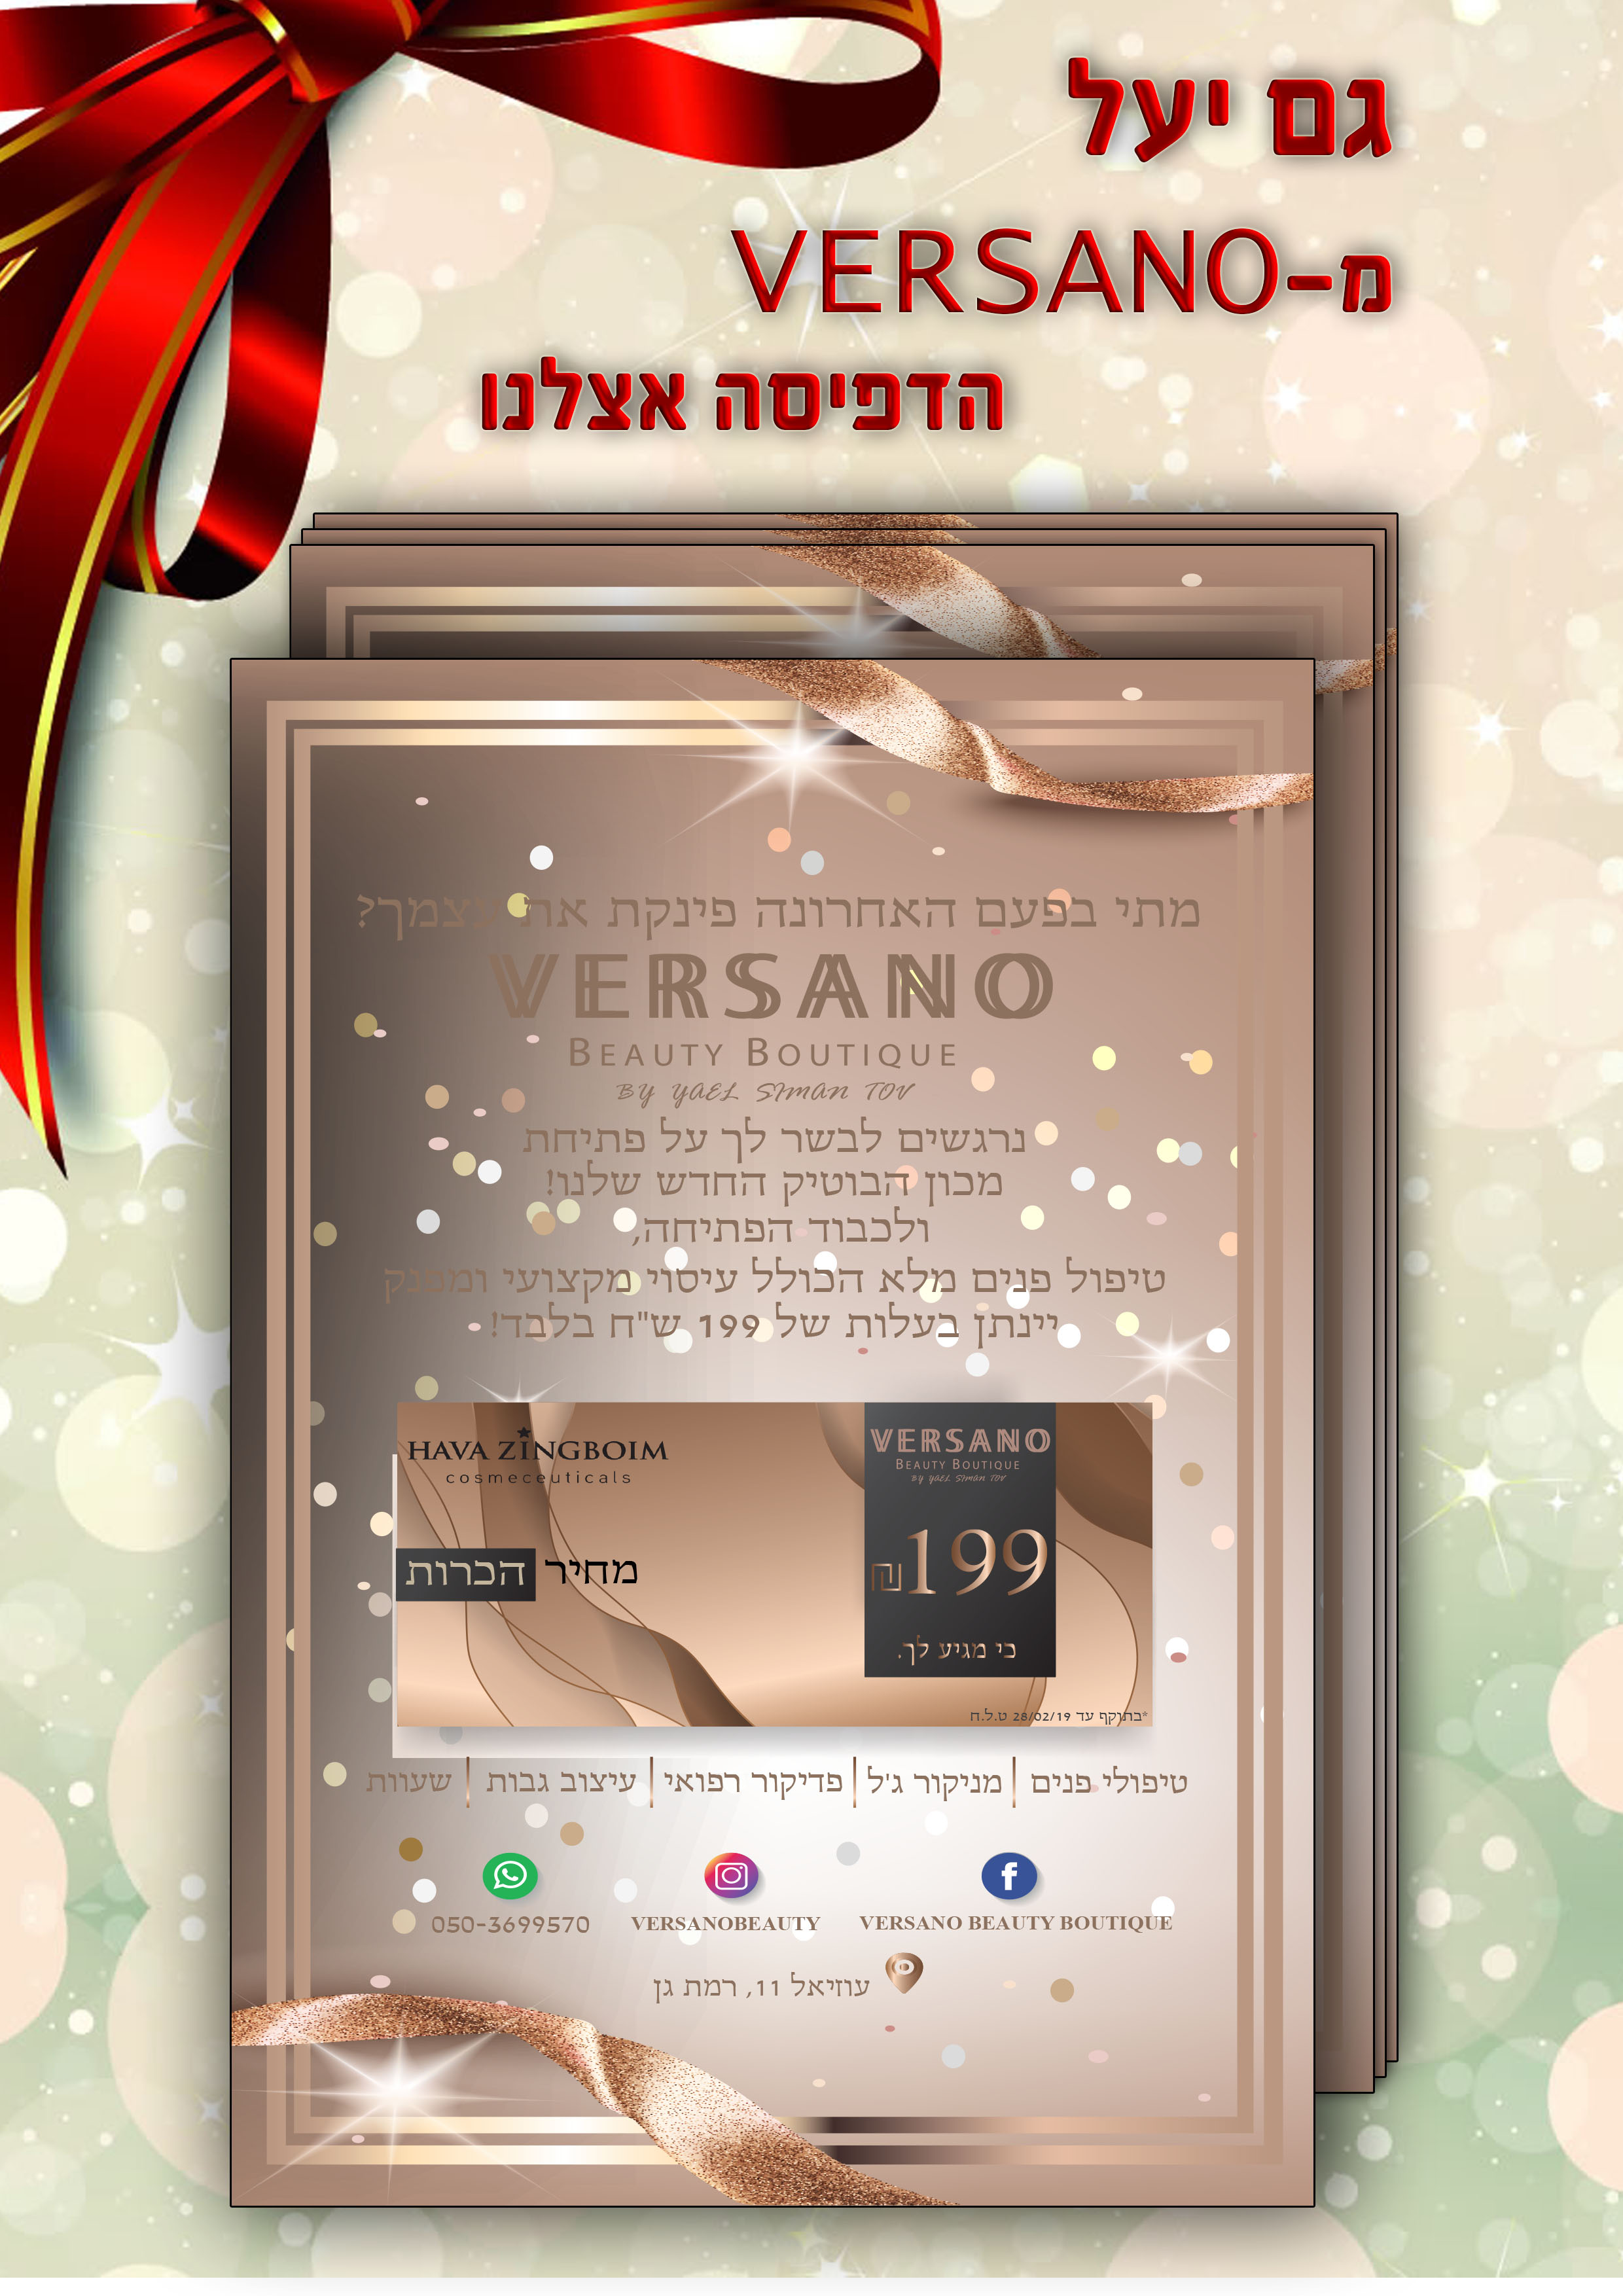 גם יעל
מ-VERSANO
הדפיסה אצלנו
מתי בפעם האחרונה פינקת את עצמך?
VERSANO
BEAUTY BOUTIQUE
BY YAEL SIMAN TOV
נרגשים לבשר לך על פתיחת
מכון הבוטיק החדש שלנו!
ולכבוד הפתיחה,
טיפול פנים מלא הכולל עיסוי מקצועי ומפנק
יינתן בעלות של 199 ש"ח בלבד!
HAVA ZINGBOIM
cosmeceuticals
מחיר הכרות
VERSANO
BEAUTY BOUTIQUE
BY YAEL SIMAN TOV
199₪
כי מגיע לך.
*בתוקף עד 28/02/19 ט.ל.ח
טיפולי פנים | מניקור ג'ל | פדיקור רפואי | עיצוב גבות | שעוות
050-3699570 VERSANOBEAUTY VERSANO BEAUTY BOUTIQUE
עוזיאל 11, רמת גן